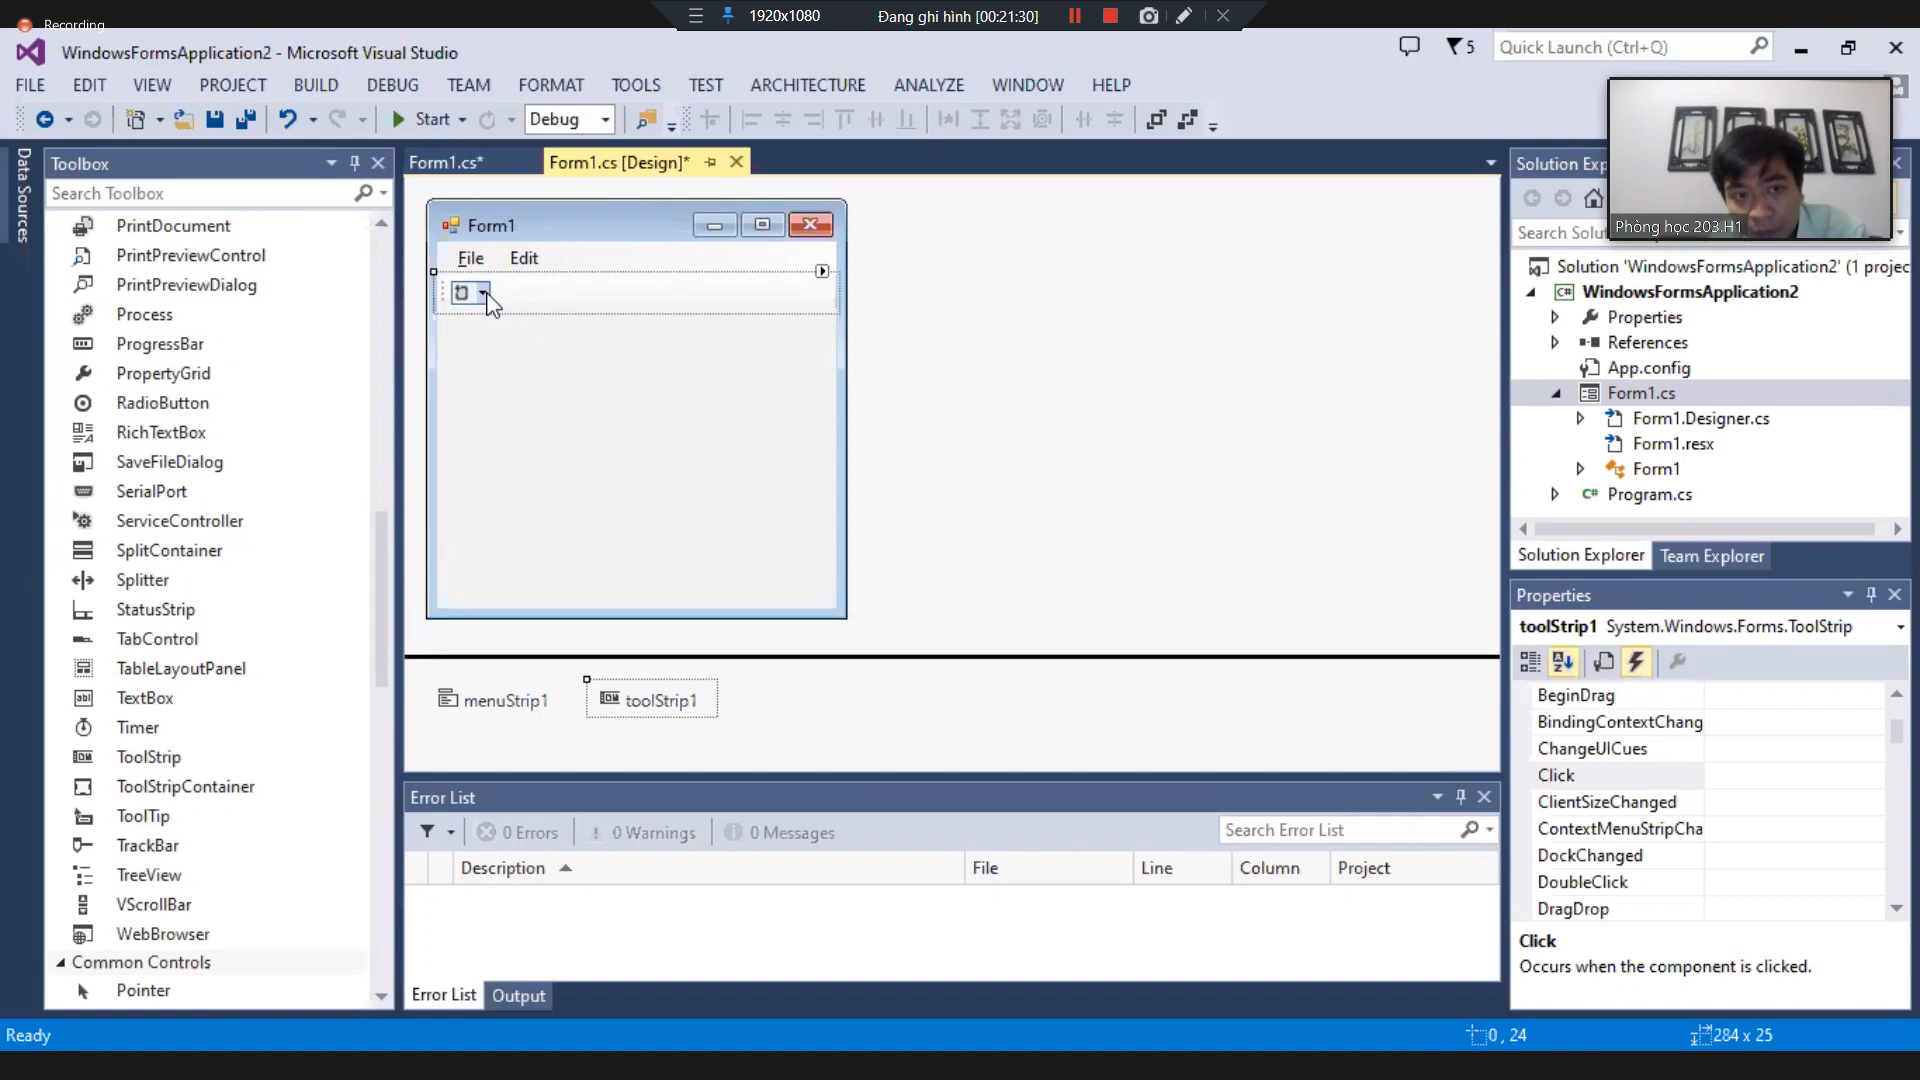 Recording
1920x1080
Đang ghi hình [00:21:30]
WindowsFormsApplication2 - Microsoft Visual Studio
5
Quick Launch (Ctrl+Q)
FILE EDIT VIEW PROJECT BUILD DEBUG TEAM FORMAT TOOLS TEST ARCHITECTURE ANALYZE WINDOW HELP
Start
Debug
Data Sources
Toolbox
Search Toolbox
PrintDocument
PrintPreviewControl
PrintPreviewDialog
Process
ProgressBar
PropertyGrid
RadioButton
RichTextBox
SaveFileDialog
SerialPort
ServiceController
SplitContainer
Splitter
StatusStrip
TabControl
TableLayoutPanel
TextBox
Timer
ToolStrip
ToolStripContainer
ToolTip
TrackBar
TreeView
VScrollBar
WebBrowser
Common Controls
Pointer
Form1.cs*
Form1.cs [Design]*
Form1
File Edit
menuStrip1
toolStrip1
Error List
0 Errors
0 Warnings
0 Messages
Search Error List
Description File Line Column Project
Error List
Output
Solution Exp
Phòng học 203.H1
Search Solu
Solution 'WindowsFormsApplication2' (1 projec
WindowsFormsApplication2
Properties
References
App.config
Form1.cs
Form1.Designer.cs
Form1.resx
Form1
Program.cs
Solution Explorer
Team Explorer
Properties
toolStrip1 System.Windows.Forms.ToolStrip
BeginDrag
BindingContextChang
ChangeUICues
Click
ClientSizeChanged
ContextMenuStripCha
DockChanged
DoubleClick
DragDrop
Click
Occurs when the component is clicked.
Ready
0 , 24
284 x 25